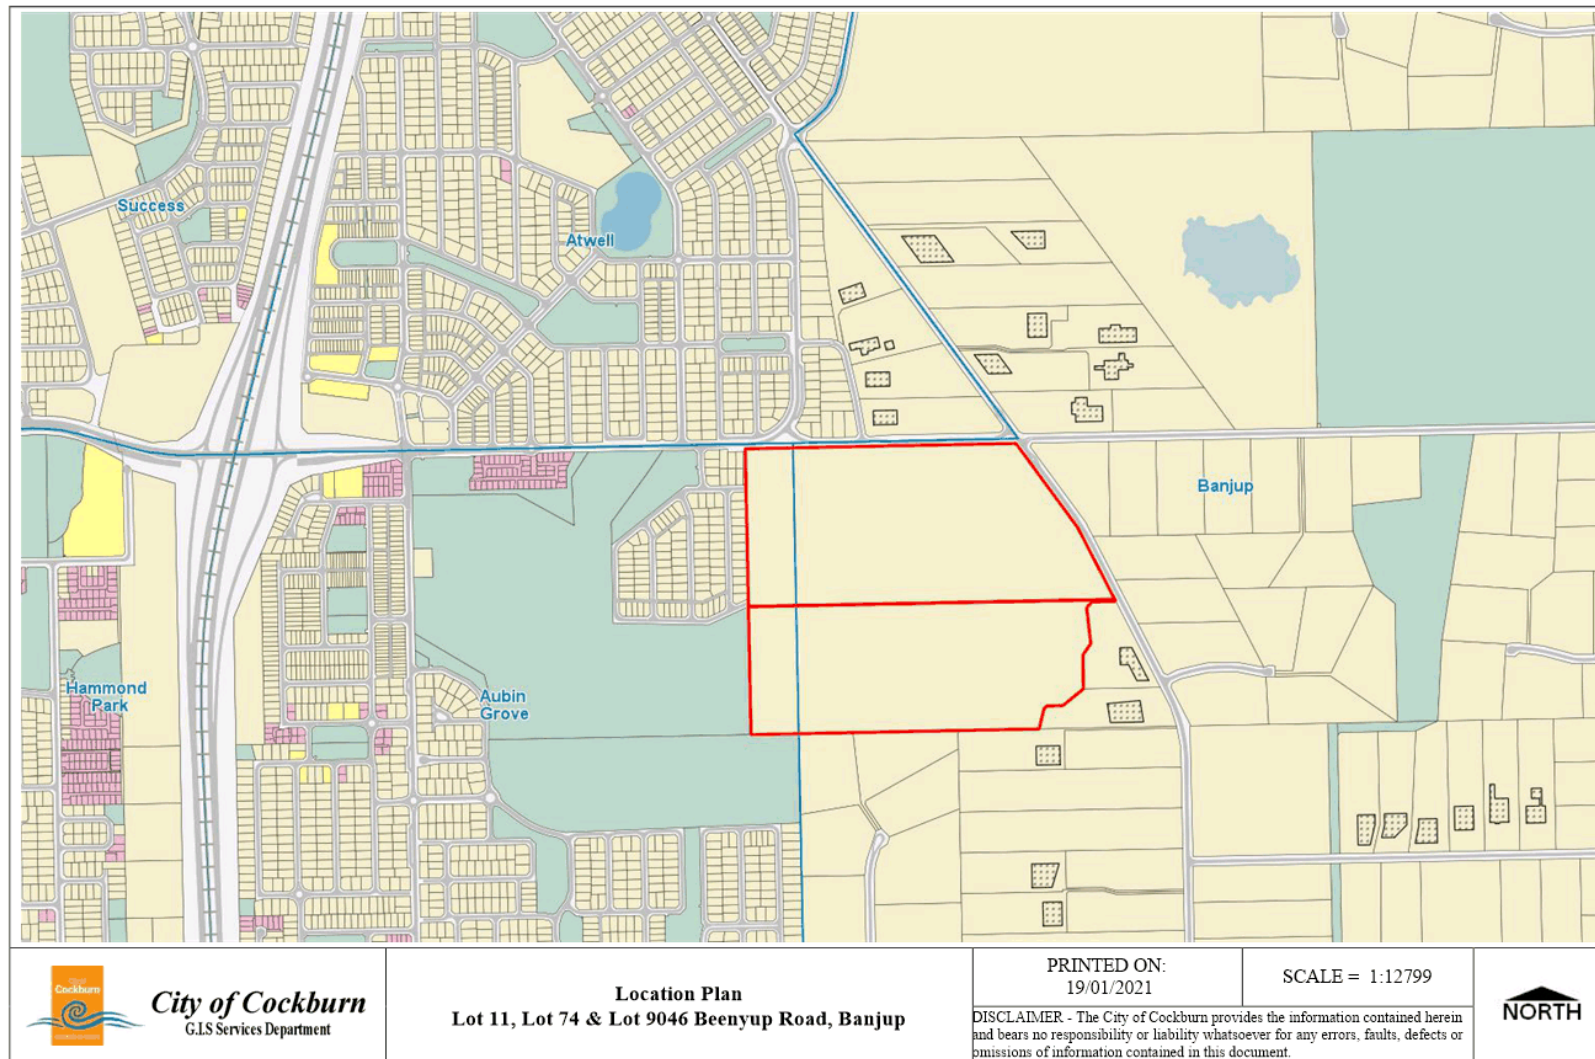 Success
Atwell
Banjup
Hammond
Park
Aubin
Grove
City of
Cockburn
City of Cockburn
G.I.S Services Department
Location Plan
Lot 11, Lot 74 & Lot 9046 Beenyup Road, Banjup
PRINTED ON:
19/01/2021
SCALE = 1:12799
DISCLAIMER - The City of Cockburn provides the information contained herein
and bears no responsibility or liability whatsoever for any errors, faults, defects or
omissions of information contained in this document.
NORTH